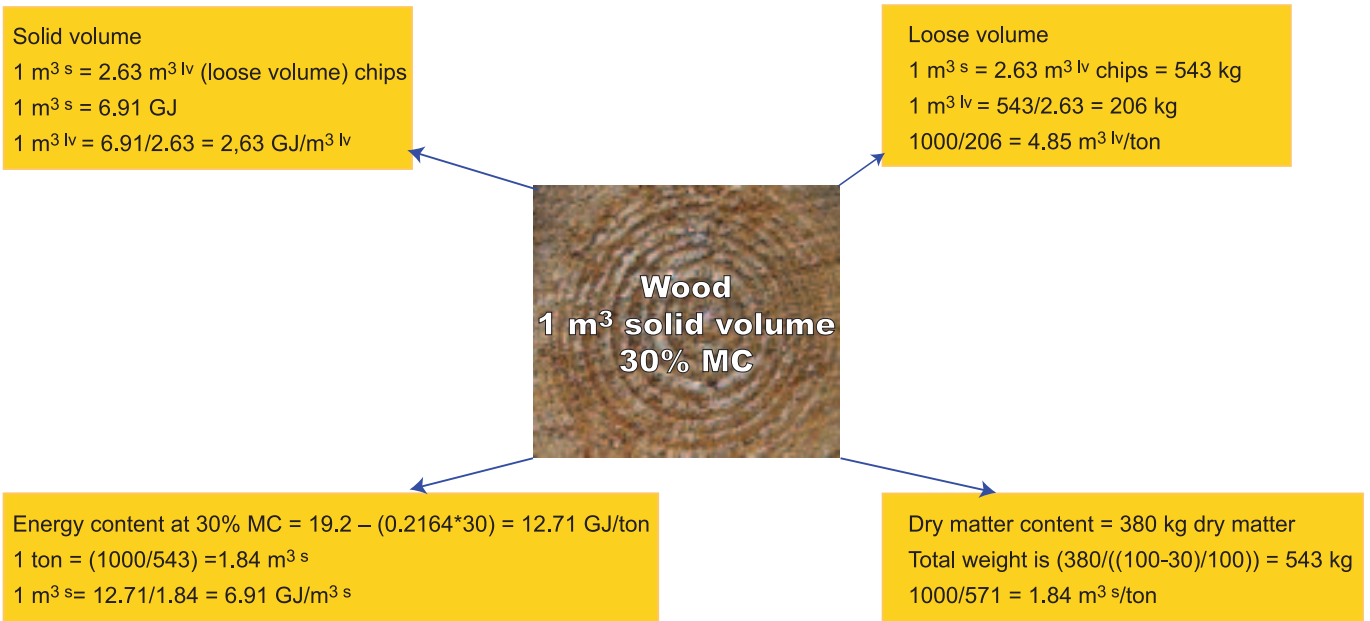 Solid volume
1 m³ ˢ = 2.63 m³ ˡᵛ (loose volume) chips
1 m³ ˢ = 6.91 GJ
1 m³ ˡᵛ = 6.91/2.63 = 2,63 GJ/m³ ˡᵛ
Loose volume
1 m³ ˢ = 2.63 m³ ˡᵛ chips = 543 kg
1 m³ ˡᵛ = 543/2.63 = 206 kg
1000/206 = 4.85 m³ ˡᵛ/ton
Wood
1 m³ solid volume
30% MC
Energy content at 30% MC = 19.2 – (0.2164*30) = 12.71 GJ/ton
1 ton = (1000/543) =1.84 m³ ˢ
1 m³ ˢ= 12.71/1.84 = 6.91 GJ/m³ ˢ
Dry matter content = 380 kg dry matter
Total weight is (380/((100-30)/100)) = 543 kg
1000/571 = 1.84 m³ ˢ/ton